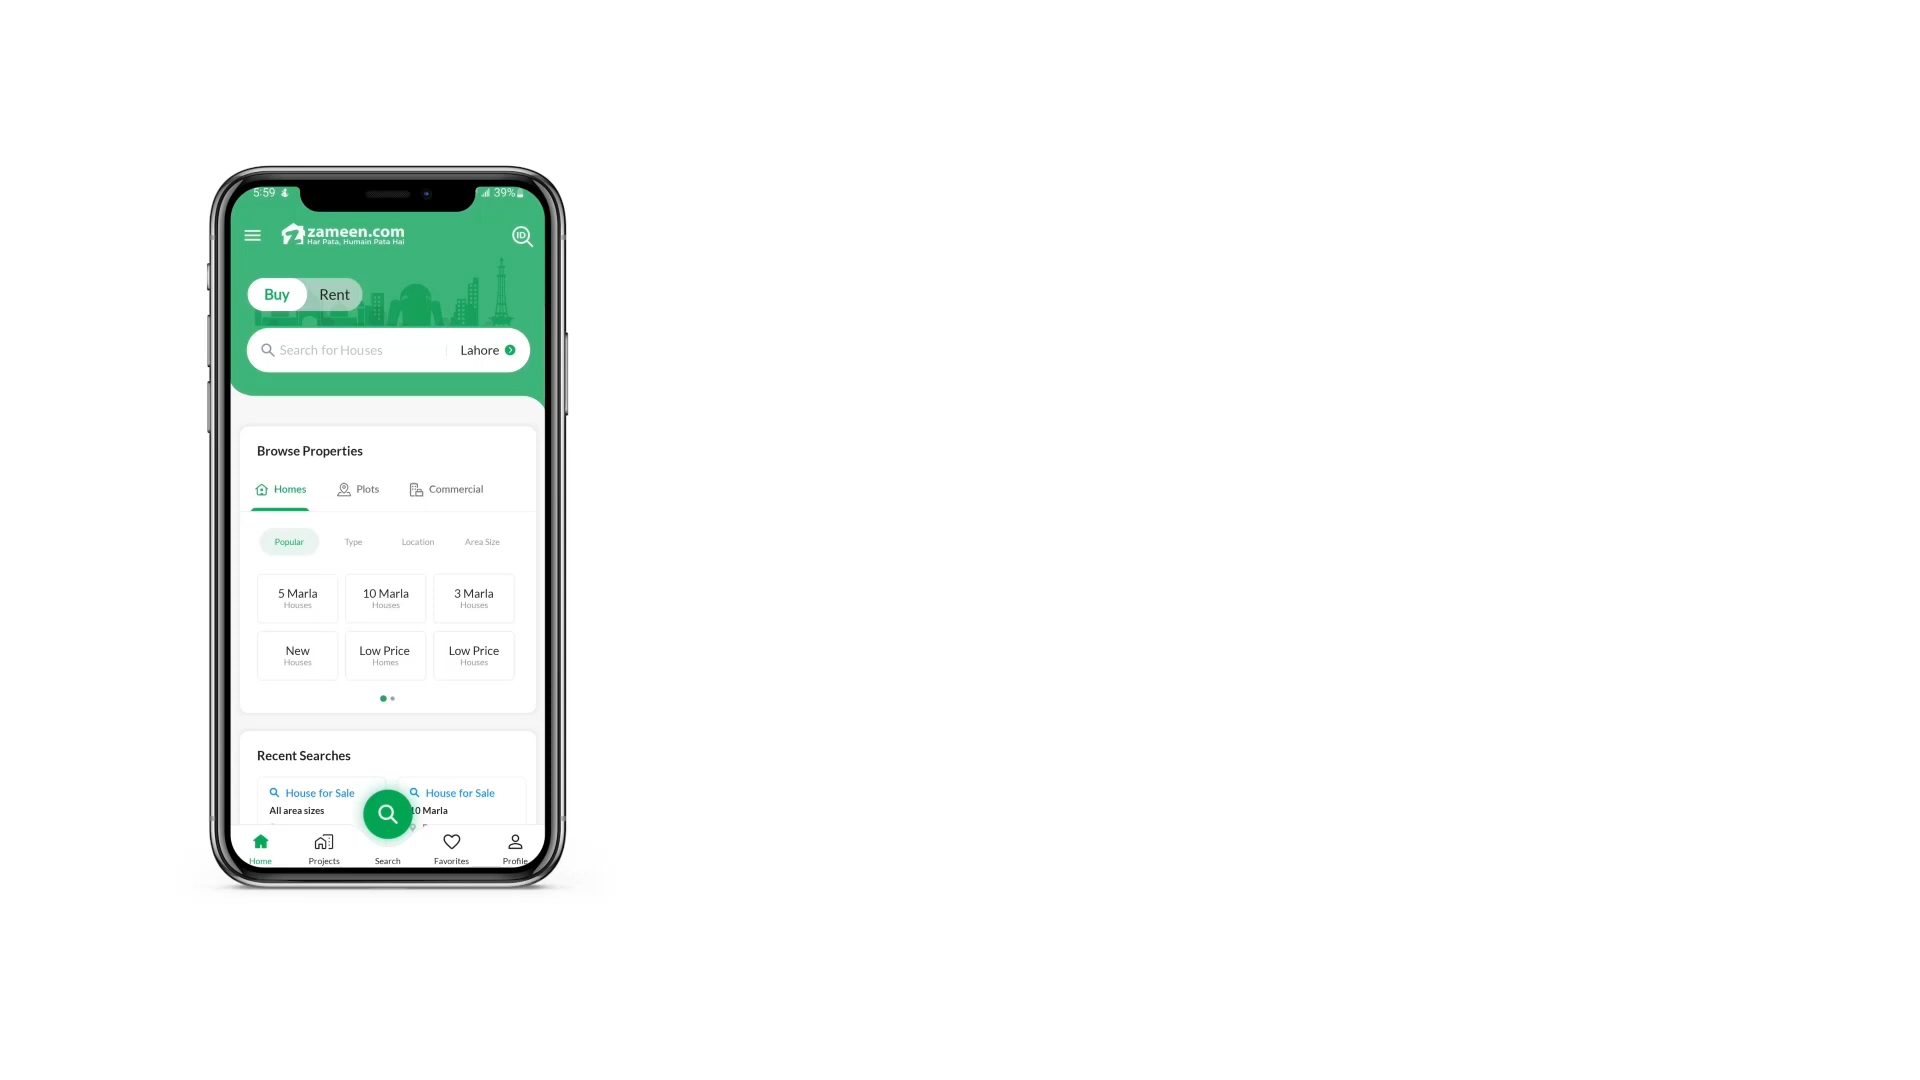 5:59
39%
zameen.com
Har Pata, Humain Pata Hai
ID
Buy
Rent
Search for Houses
Lahore
Browse Properties
Homes
Plots
Commercial
Popular
Type
Location
Area Size
5 Marla
Houses
10 Marla
Houses
3 Marla
Houses
New
Houses
Low Price
Homes
Low Price
Houses
Recent Searches
House for Sale
All area sizes
House for Sale
10 Marla
Home
Projects
Search
Favorites
Profile